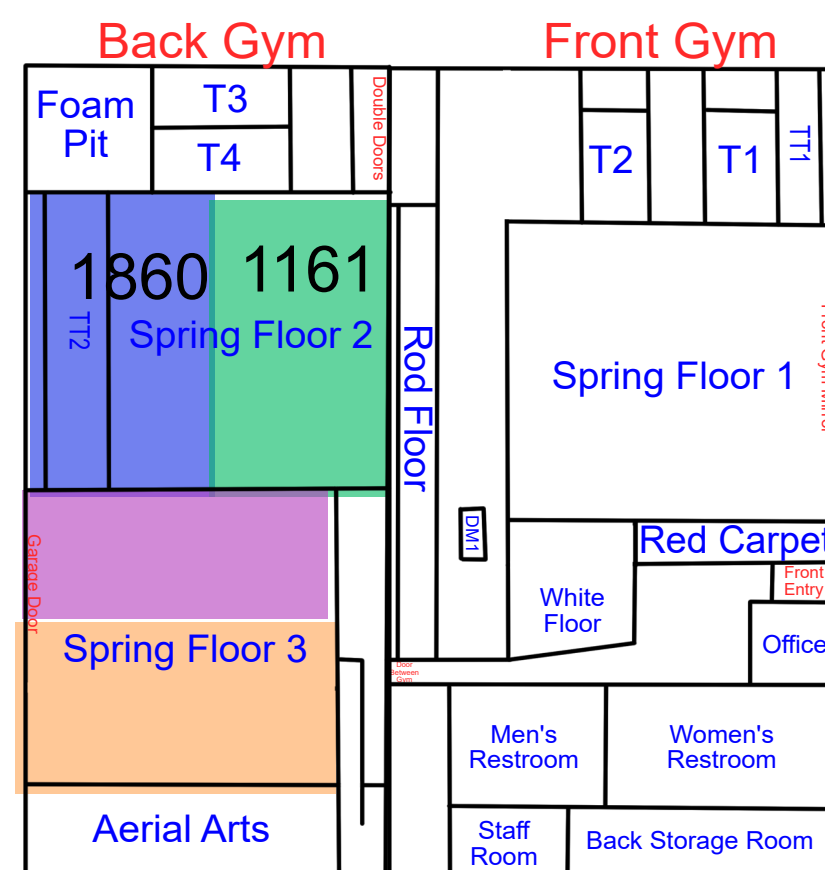 Back Gym
Front Gym
Foam
Pit
T3
T4
Double Doors
T2
T1
TT1
1860
1161
TT2
Spring Floor 2
Rod Floor
Spring Floor 1
DM1
Red Carpet
Front
Entry
White
Floor
Office
Garage Door
Spring Floor 3
Door
Between
Gym
Men's
Restroom
Women's
Restroom
Aerial Arts
Staff
Room
Back Storage Room